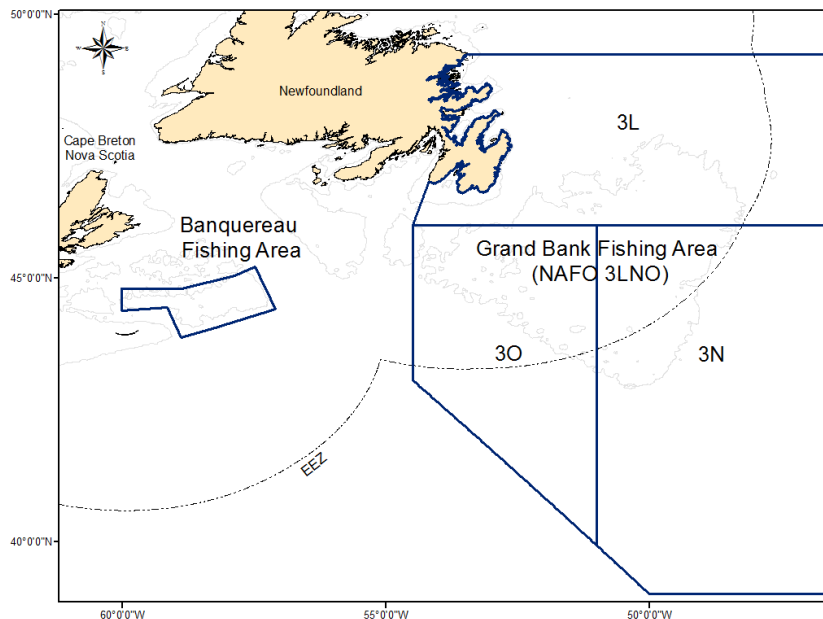 50°0'0"N
Newfoundland
3L
Cape Breton
Nova Scotia
Banquereau
Fishing Area
Grand Bank Fishing Area
(NAFO 3LNO)
45°0'0"N
3O
3N
EEZ
40°0'0"N
60°0'0"W
55°0'0"W
50°0'0"W